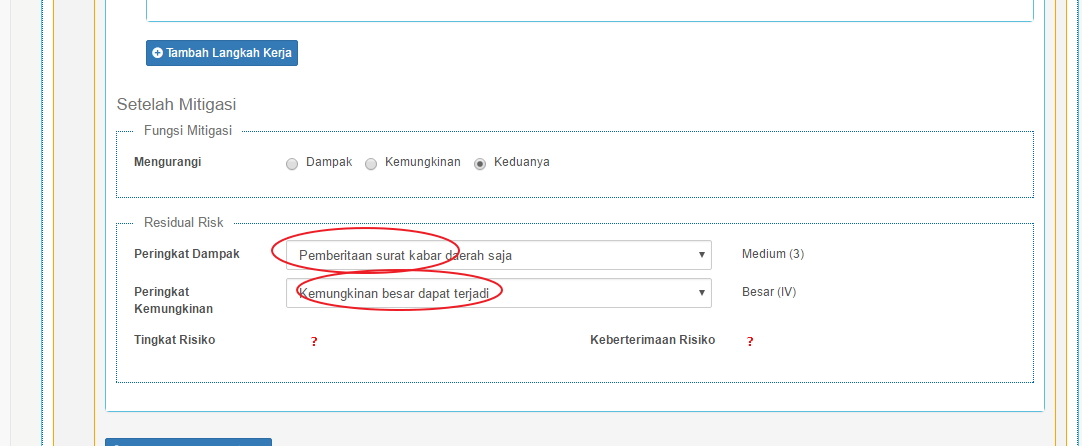 Tambah Langkah Kerja
Setelah Mitigasi
Fungsi Mitigasi
Mengurangi Dampak Kemungkinan Keduanya
Residual Risk
Peringkat Dampak Pemberitaan surat kabar daerah saja Medium (3)
Peringkat Kemungkinan besar dapat terjadi Besar (IV)
Kemungkinan
Tingkat Risiko ? Keberterimaan Risiko ?